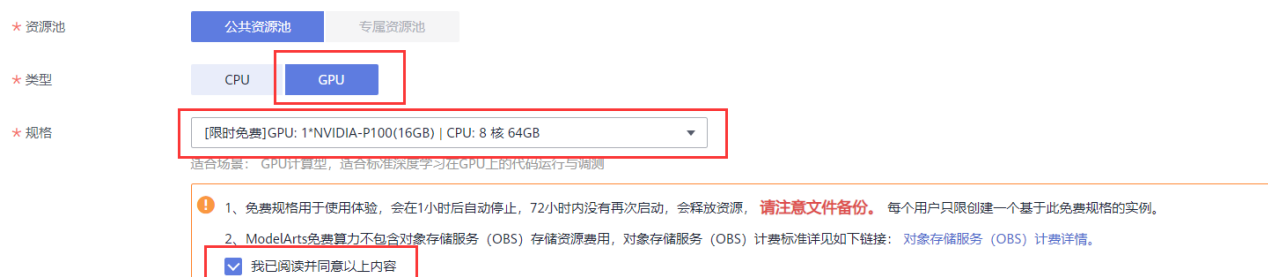 * 资源池 公共资源池 专属资源池
* 类型 CPU GPU
* 规格 [限时免费]GPU: 1*NVIDIA-P100(16GB) | CPU: 8 核 64GB
适合场景： GPU计算型，适合标准深度学习在GPU上的代码运行与调测
1、免费规格用于使用体验，会在1小时后自动停止，72小时内没有再次启动，会释放资源，请注意文件备份。 每个用户只限创建一个基于此免费规格的实例。
2、ModelArts免费算力不包含对象存储服务（OBS）存储资源费用，对象存储服务（OBS）计费标准详见如下链接： 对象存储服务（OBS）计费详情。
我已阅读并同意以上内容